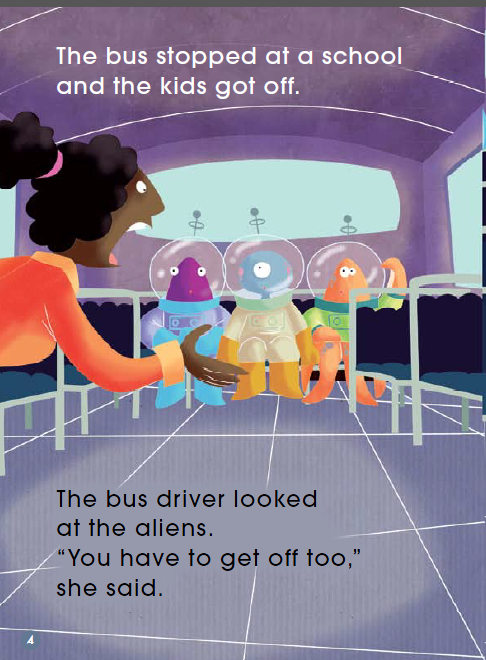 The bus stopped at a school
and the kids got off.
The bus driver looked
at the aliens.
“You have to get off too,”
she said.
4